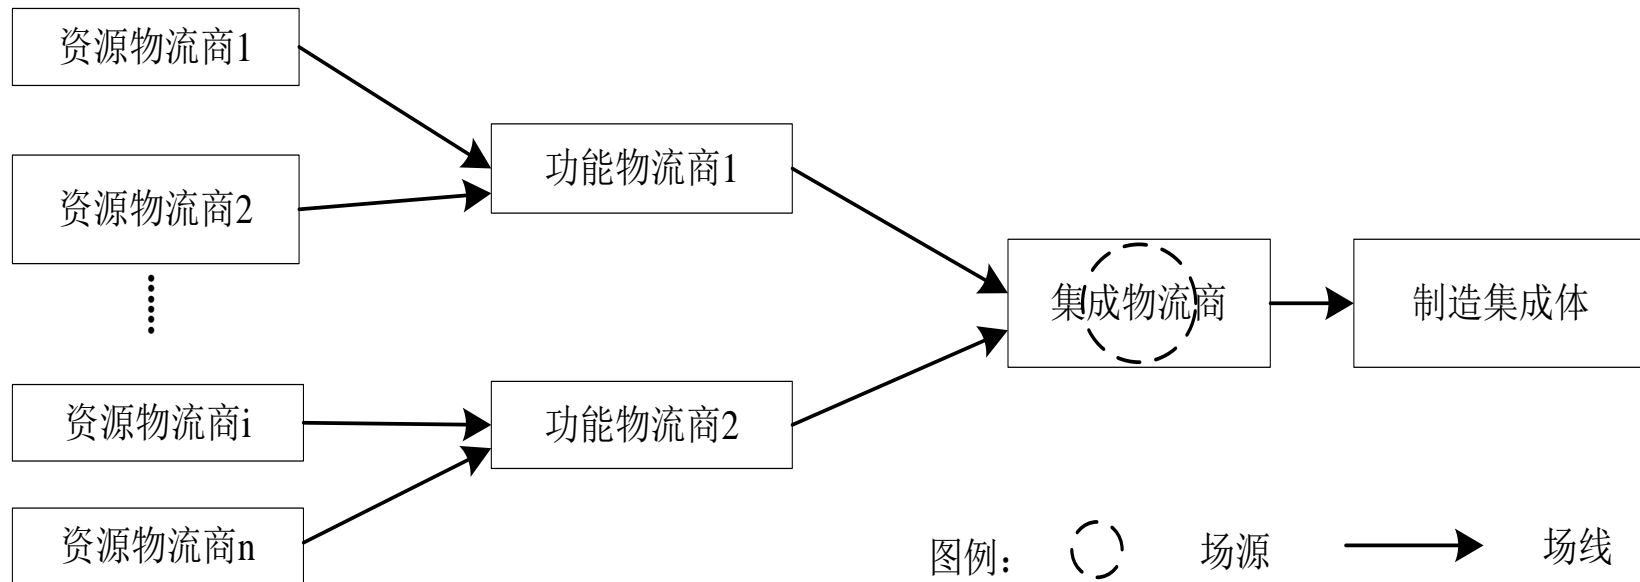 资源物流商1
资源物流商2
资源物流商i
资源物流商n
功能物流商1
功能物流商2
集成物流商
制造集成体
图例： 场源 场线